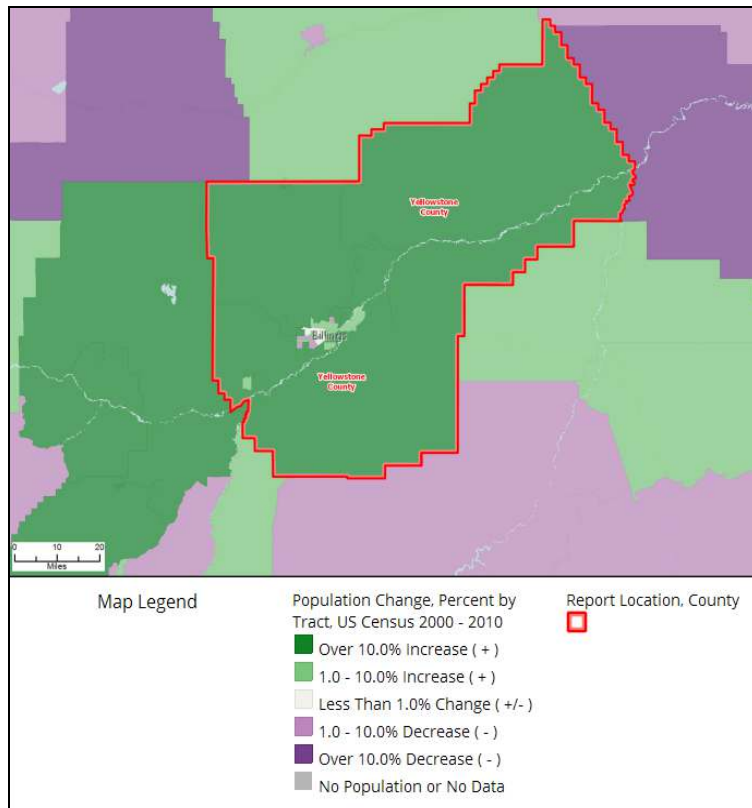 Yellowstone
County
Billings
Yellowstone
County
0 10 20
Miles
Map Legend
Population Change, Percent by
Tract, US Census 2000 - 2010
Over 10.0% Increase ( + )
1.0 - 10.0% Increase ( + )
Less Than 1.0% Change ( +/- )
1.0 - 10.0% Decrease ( - )
Over 10.0% Decrease ( - )
No Population or No Data
Report Location, County